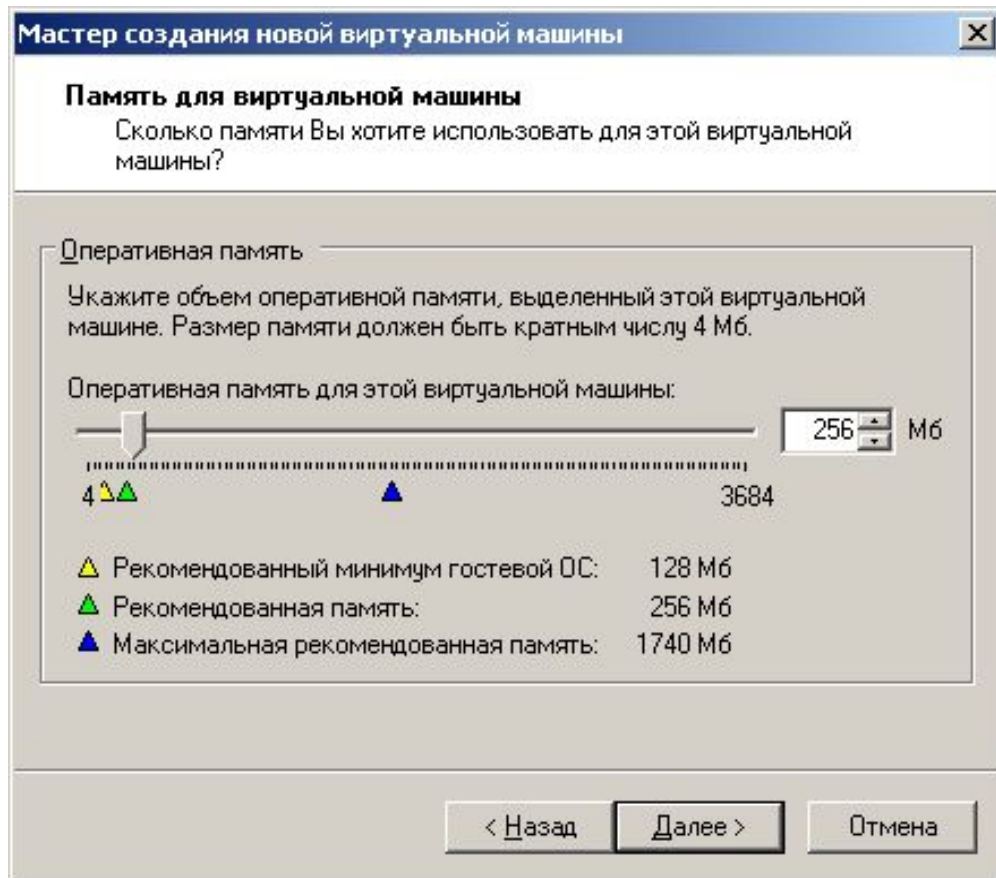 Мастер создания новой виртуальной машины
Память для виртуальной машины
Сколько памяти Вы хотите использовать для этой виртуальной
машины?
Оперативная память
Укажите объем оперативной памяти, выделенный этой виртуальной
машине. Размер памяти должен быть кратным числу 4 Мб.
Оперативная память для этой виртуальной машины:
256 Мб
4 3684
Рекомендованный минимум гостевой ОС: 128 Мб
Рекомендованная память: 256 Мб
Максимальная рекомендованная память: 1740 Мб
< Назад Далее > Отмена